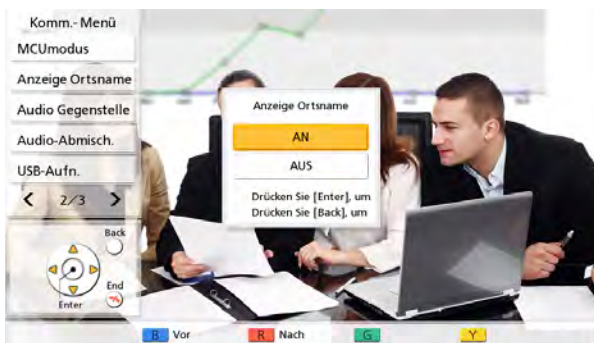 Komm.- Menü
MCUmodus
Anzeige Ortsname
Audio Gegenstelle
Audio-Abmisch.
USB-Aufn.
2/3
Back
End
Enter
Anzeige Ortsname
AN
AUS
Drücken Sie [Enter], um
Drücken Sie [Back], um
B Vor R Nach G Y